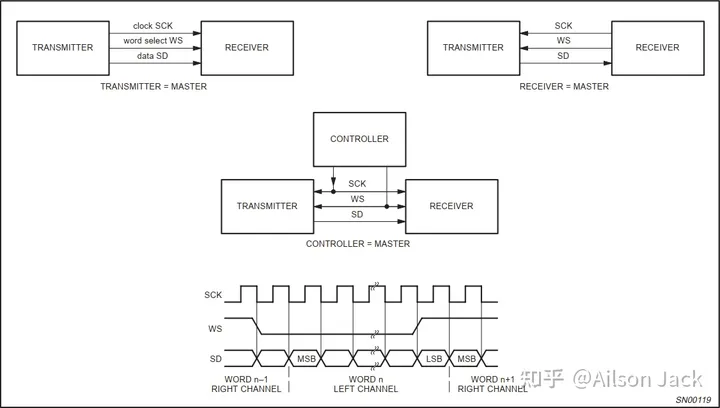 clock SCK
word select WS
data SD
TRANSMITTER
RECEIVER
TRANSMITTER = MASTER
SCK
WS
SD
TRANSMITTER
RECEIVER
RECEIVER = MASTER
CONTROLLER
SCK
WS
SD
TRANSMITTER
RECEIVER
CONTROLLER = MASTER
SCK
WS
SD
MSB
LSB
MSB
WORD n–1
RIGHT CHANNEL
WORD n
LEFT CHANNEL
WORD n+1
RIGHT CHANNEL
知乎 @Ailson Jack
SN00119